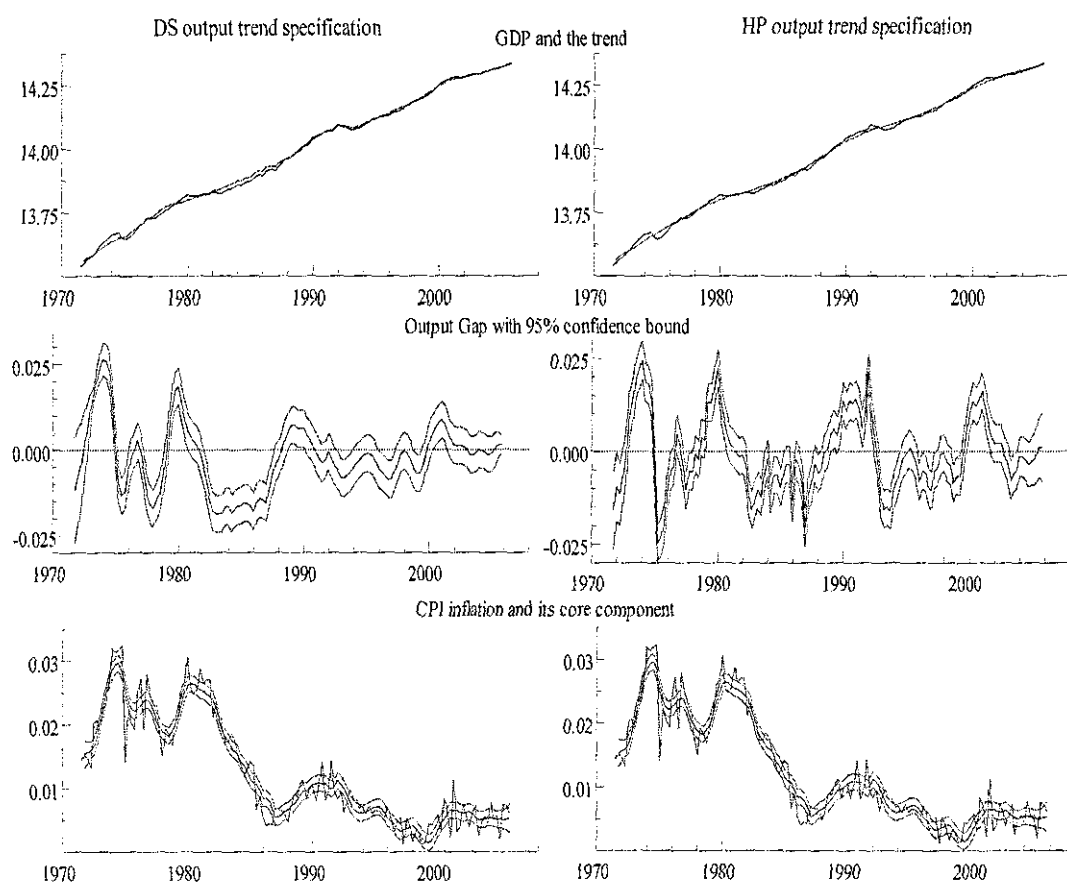 DS output trend specification
GDP and the trend
HP output trend specification
14.25
14.00
13.75
1970 1980 1990 2000
14.25
14.00
13.75
1970 1980 1990 2000
Output Gap with 95% confidence bound
0.025
0.000
-0.025
1970 1980 1990 2000
0.025
0.000
-0.025
1970 1980 1990 2000
CPI inflation and its core component
0.03
0.02
0.01
1970 1980 1990 2000
0.03
0.02
0.01
1970 1980 1990 2000